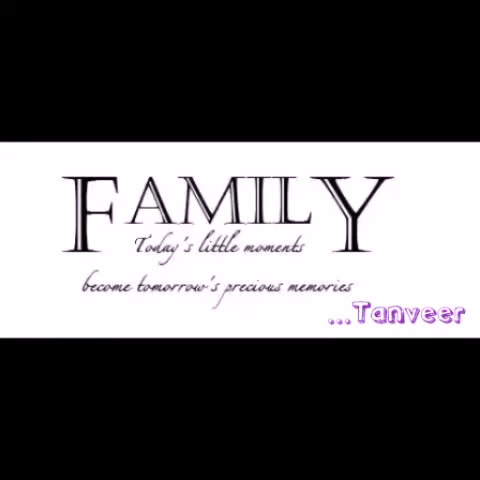 FAMILY
Today's little moments
become tomorrow's precious memories
...Tanveer